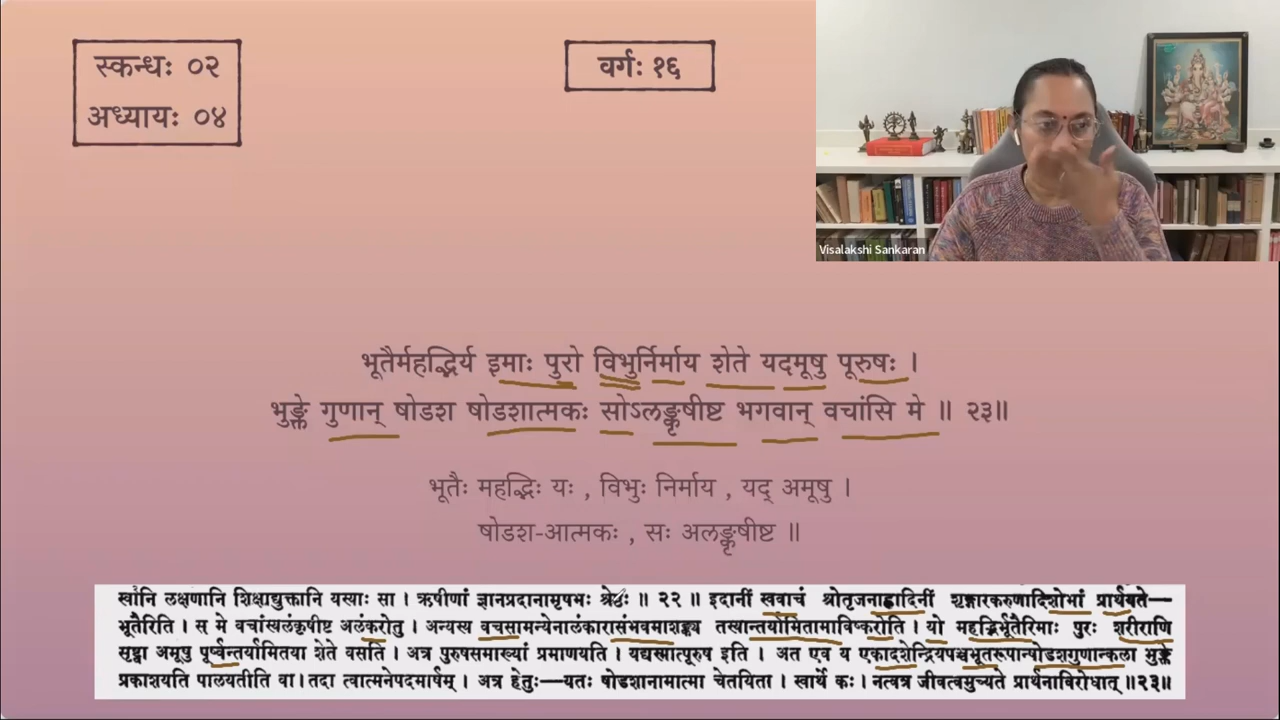 स्कन्धः ०२
अध्यायः ०४
वर्गः १६
Visalakshi Sankaran
भूतैर्महद्भिर्य इमाः पुरो विभुर्निर्माय शेते यदमूषु पूरुषः ।
भुङ्क्ते गुणान् षोडश षोडशात्मकः सोऽलङ्कृषीष्ट भगवान् वचांसि मे ॥ २३॥
भूतैः महद्भिः यः , विभुः निर्माय , यद् अमूषु ।
षोडश-आत्मकः , सः अलङ्कृषीष्ट ॥
लक्षणानि शिक्षाद्युक्तानि यस्याः सा । ऋषीणां ज्ञानप्रदानामृषभः श्रेष्ठः ॥ २२ ॥ इदानीं स्ववाचं श्रोतृजनाह्लादिनीं शृङ्गारकरुणादिशोभां प्रार्थयते—
भूतैरिति । स मे वचांस्यलंकृषीष्ट अलंकरोतु । अन्यस्य वचसामन्येनालंकारासंभवमाशङ्क्य तस्यान्तर्यामितामाविष्करोति । यो महद्भिर्भूतैरिमाः पुरः शरीराणि
सृष्ट्वा अमूषु पूर्ष्वन्तर्यामितया शेते वसति । अत्र पुरुषसमाख्यां प्रमाणयति । यद्यस्मात्पूरुष इति । अत एव य एकादशेन्द्रियपञ्चभूतरूपान्षोडशगुणान्कला भुङ्क्ते
प्रकाशयति पालयतीति वा । तदा त्वात्मनेपदमार्षम् । अत्र हेतुः—यतः षोडशानामात्मा चेतयिता । स्वार्थे कः । नत्वत्र जीवत्वमुच्यते प्रार्थनाविरोधात् ॥२३॥